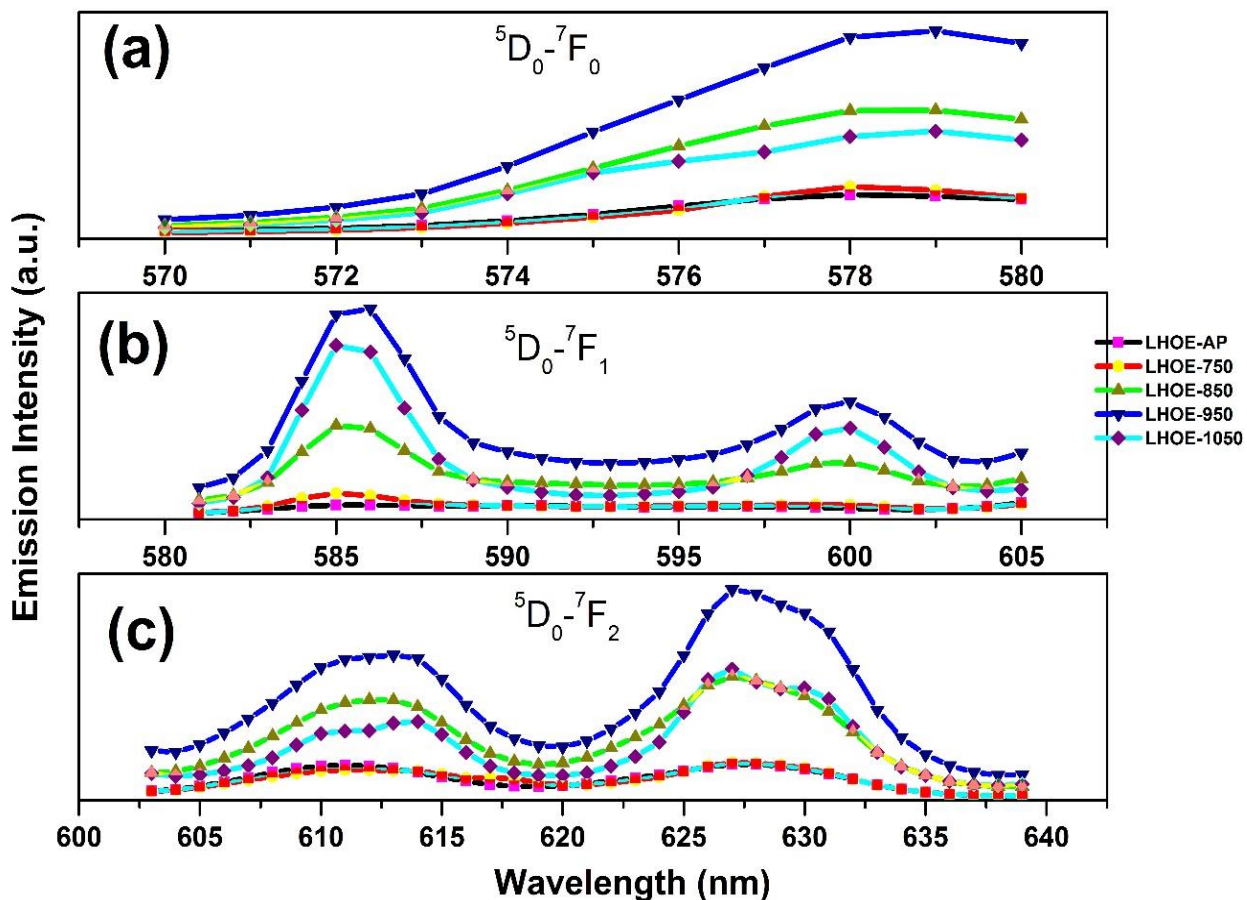 (a)
⁵D₀-⁷F₀
570 572 574 576 578 580
(b)
⁵D₀-⁷F₁
580 585 590 595 600 605
(c)
⁵D₀-⁷F₂
600 605 610 615 620 625 630 635 640
Wavelength (nm)
Emission Intensity (a.u.)
LHOE-AP
LHOE-750
LHOE-850
LHOE-950
LHOE-1050